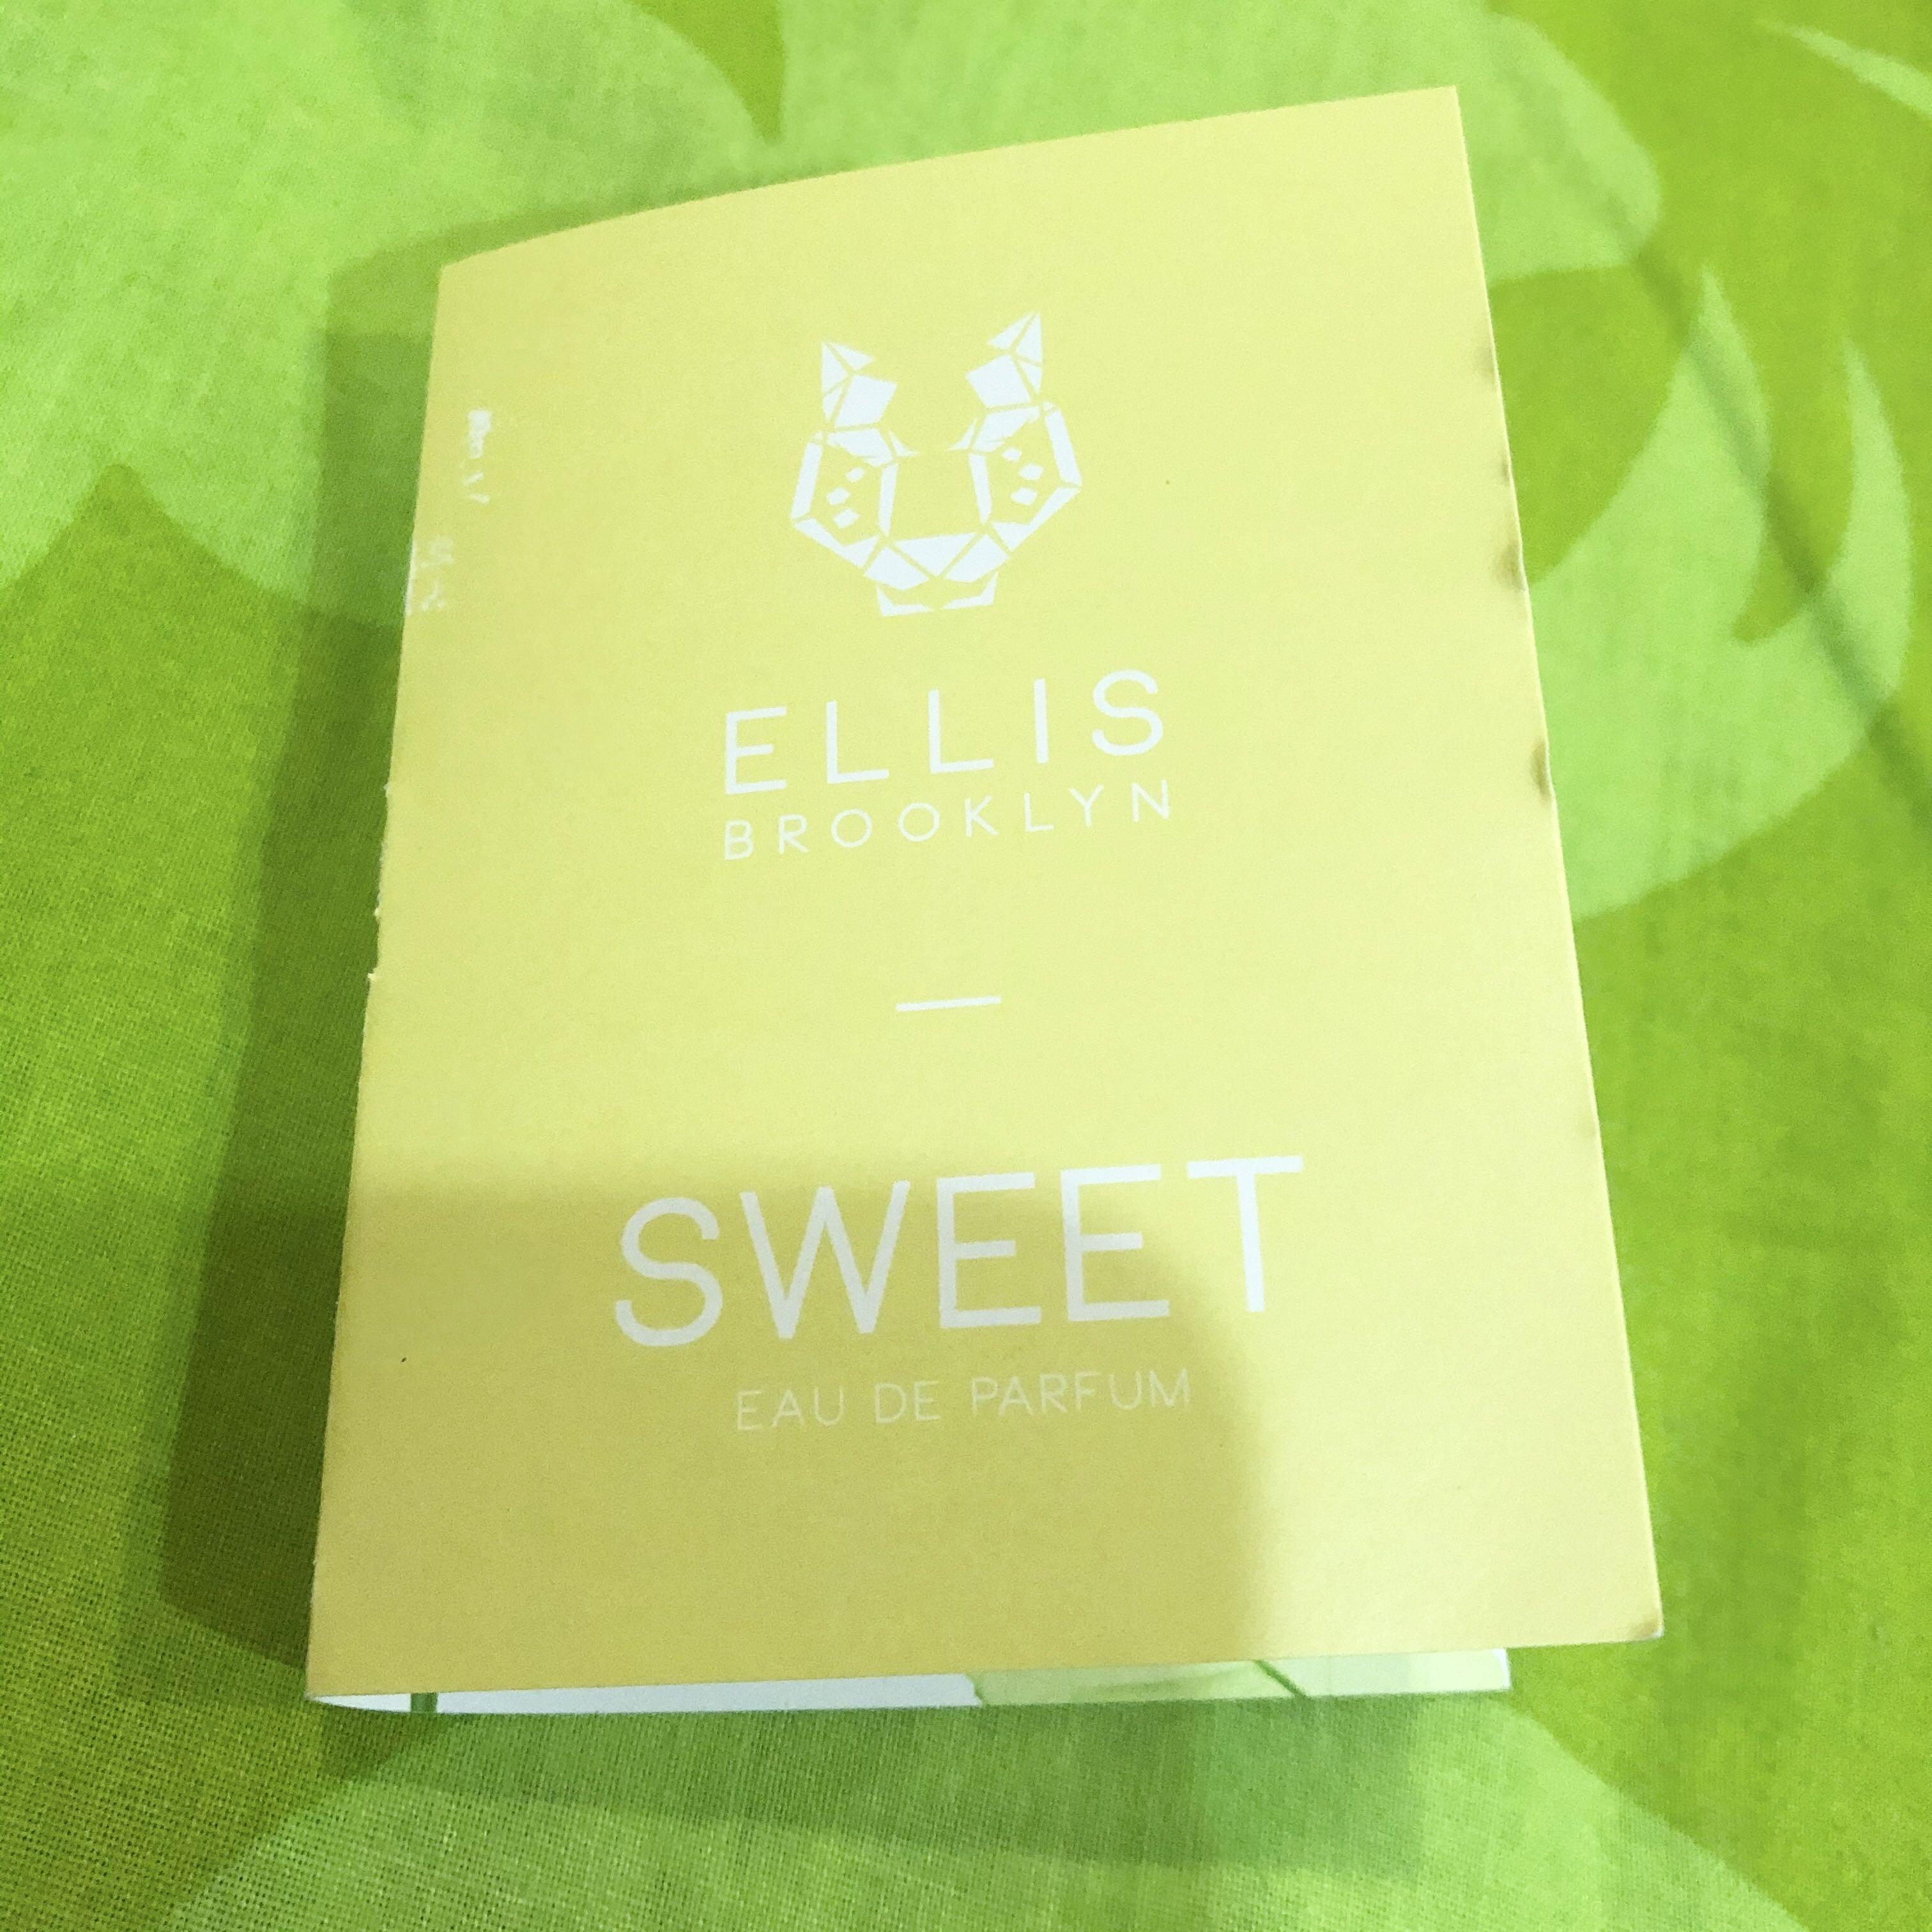 ELLIS
BROOKLYN
SWEET
EAU DE PARFUM